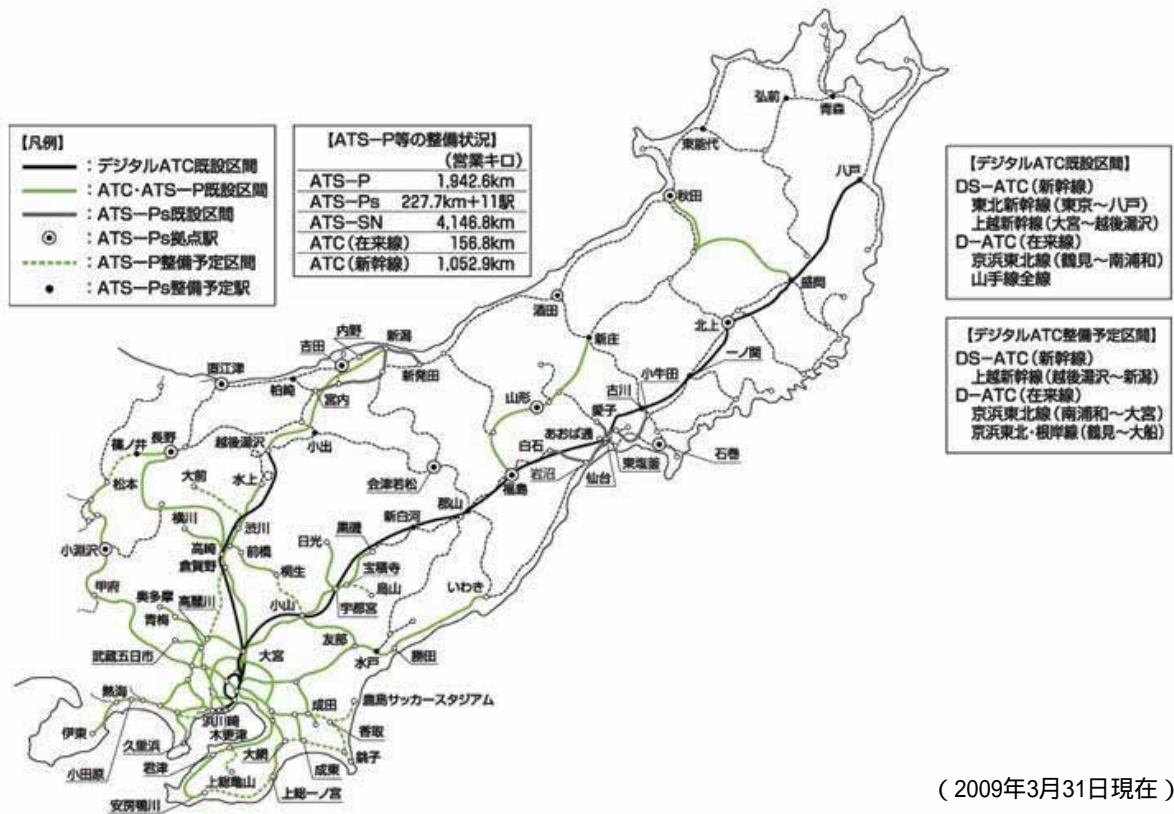 【凡例】
:デジタルATC既設区間
:ATC・ATS-P既設区間
:ATS-Ps既設区間
:ATS-Ps拠点駅
:ATS-P整備予定区間
:ATS-Ps整備予定駅
【ATS-P等の整備状況】
(営業キロ)
ATS-P 1,942.6km
ATS-Ps 227.7km+11駅
ATS-SN 4,146.8km
ATC(在来線) 156.8km
ATC(新幹線) 1,052.9km
【デジタルATC既設区間】
DS-ATC(新幹線)
東北新幹線(東京〜八戸)
上越新幹線(大宮〜越後湯沢)
D-ATC(在来線)
京浜東北線(鶴見〜南浦和)
山手線全線
【デジタルATC整備予定区間】
DS-ATC(新幹線)
上越新幹線(越後湯沢〜新潟)
D-ATC(在来線)
京浜東北線(南浦和〜大宮)
京浜東北・根岸線(鶴見〜大船)
弘前
青森
東能代
八戸
秋田
盛岡
酒田
北上
新庄
一ノ関
内野
新潟
吉田
直江津
柏崎
新発田
宮内
小牛田
古川
山形
愛子
あおば通
白石
石巻
東塩釜
岩沼
仙台
福島
篠ノ井
長野
越後湯沢
小出
大前
水上
会津若松
松本
郡山
新白河
横川
渋川
黒磯
日光
小淵沢
高崎
前橋
倉賀野
桐生
宝積寺
烏山
いわき
甲府
奥多摩
高麗川
小山
宇都宮
青梅
友部
武蔵五日市
大宮
水戸
勝田
熱海
成田
鹿島サッカースタジアム
浜川崎
伊東
木更津
香取
久里浜
大網
銚子
小田原
君津
成東
上総亀山
上総一ノ宮
安房鴨川
(2009年3月31日現在)